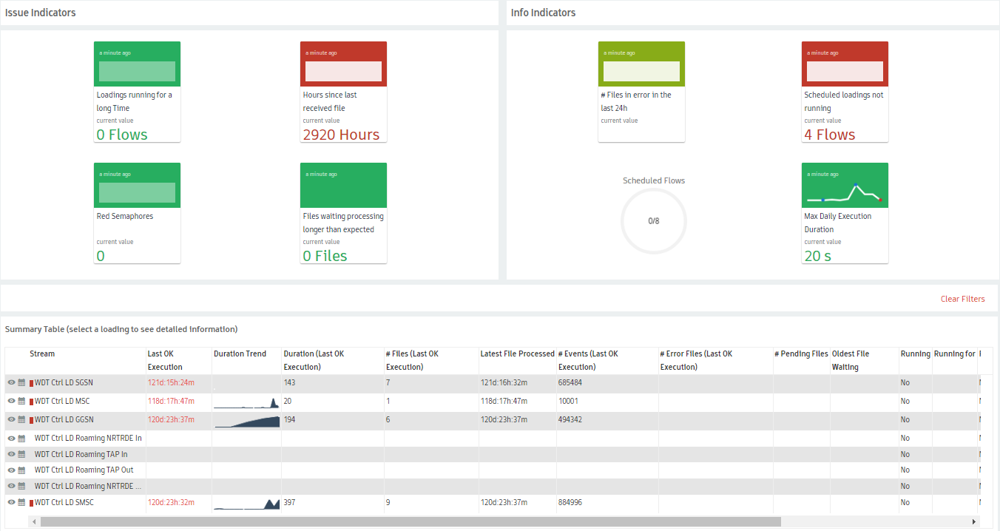 Issue Indicators
Info Indicators
a minute ago
Loadings running for a
long Time
current value
0 Flows
a minute ago
Hours since last
received file
current value
2920 Hours
a minute ago
# Files in error in the
last 24h
current value
a minute ago
Scheduled loadings not
running
current value
4 Flows
a minute ago
Red Semaphores
current value
0
a minute ago
Files waiting processing
longer than expected
current value
0 Files
Scheduled Flows
0/8
a minute ago
Max Daily Execution
Duration
current value
20 s
Clear Filters
Summary Table (select a loading to see detailed information)
Stream Last OK Execution Duration Trend Duration (Last OK Execution) # Files (Last OK Execution) Latest File Processed # Events (Last OK Execution) # Error Files (Last OK Execution) # Pending Files Oldest File Waiting Running Running for
WDT Ctrl LD SGSN 121d:15h:24m 143 7 121d:16h:32m 685484 No
WDT Ctrl LD MSC 118d:17h:47m 20 1 118d:17h:47m 10001 No
WDT Ctrl LD GGSN 120d:23h:37m 194 6 120d:23h:37m 494342 No
WDT Ctrl LD Roaming NRTRDE In No
WDT Ctrl LD Roaming TAP In No
WDT Ctrl LD Roaming TAP Out No
WDT Ctrl LD Roaming NRTRDE ... No
WDT Ctrl LD SMSC 120d:23h:32m 397 9 120d:23h:37m 884996 No